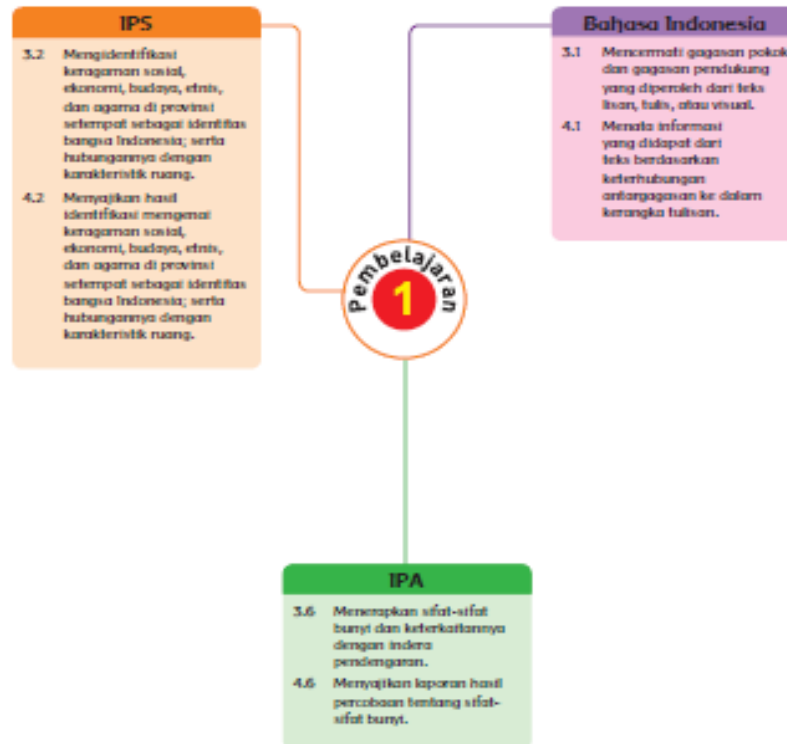 IPS
3.2 Mengidentifikasi
keragaman sosial,
ekonomi, budaya, etnis,
dan agama di provinsi
setempat sebagai identitas
bangsa Indonesia; serta
hubungannya dengan
karakteristik ruang.
4.2 Menyajikan hasil
identifikasi mengenai
keragaman sosial,
ekonomi, budaya, etnis,
dan agama di provinsi
setempat sebagai identitas
bangsa Indonesia; serta
hubungannya dengan
karakteristik ruang.
Bahasa Indonesia
3.1 Mencermati gagasan pokok
dan gagasan pendukung
yang diperoleh dari teks
lisan, tulis, atau visual.
4.1 Menata informasi
yang didapat dari
teks berdasarkan
keterhubungan
antargagasan ke dalam
kerangka tulisan.
Pembelajaran
1
IPA
3.6 Menerapkan sifat-sifat
bunyi dan keterkaitannya
dengan indera
pendengaran.
4.6 Menyajikan laporan hasil
percobaan tentang sifat-
sifat bunyi.